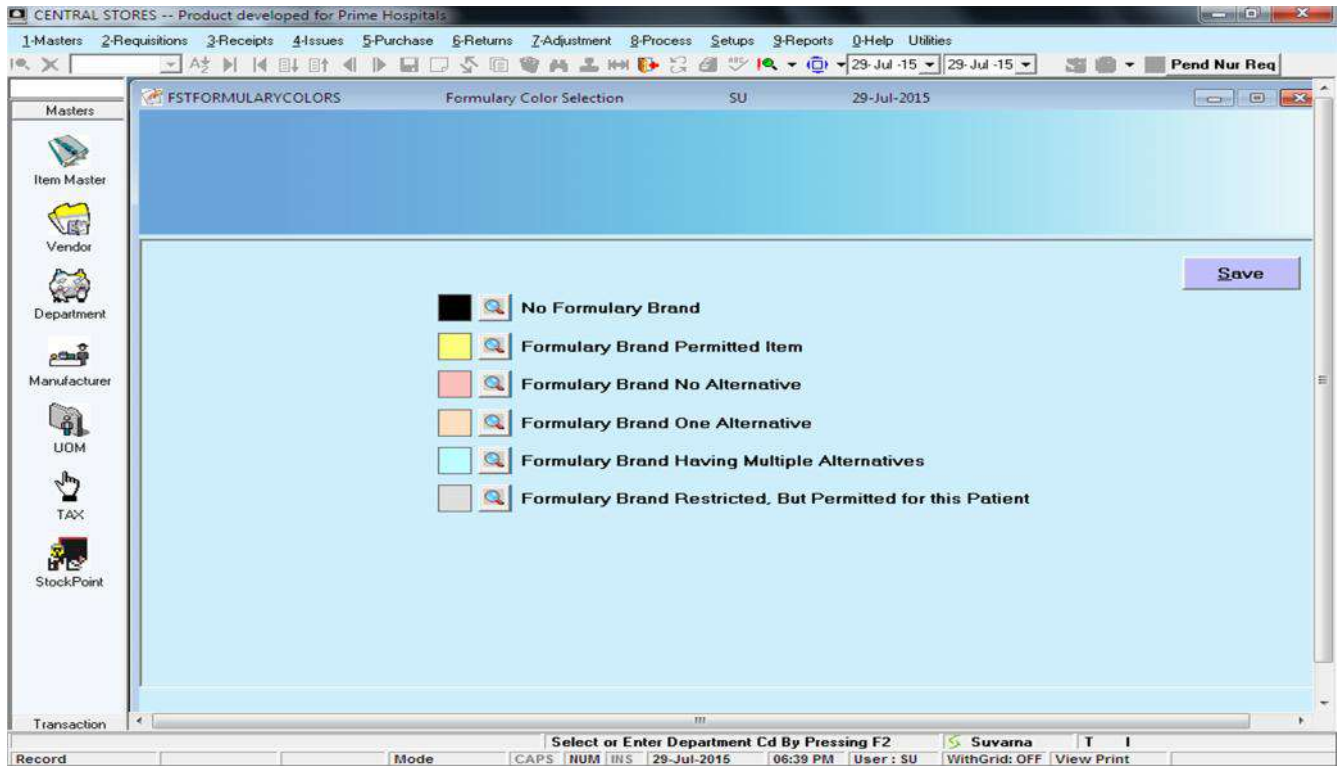 CENTRAL STORES -- Product developed for Prime Hospitals
1-Masters 2-Requisitions 3-Receipts 4-Issues 5-Purchase 6-Returns 7-Adjustment 8-Process Setups 9-Reports 0-Help Utilities
29-Jul-15 29-Jul-15 Pend Nur Req
Masters
FSTFORMULARYCOLORS Formulary Color Selection SU 29-Jul-2015
Item Master
Vendor
Department
Manufacturer
UOM
TAX
StockPoint
Transaction
Save
No Formulary Brand
Formulary Brand Permitted Item
Formulary Brand No Alternative
Formulary Brand One Alternative
Formulary Brand Having Multiple Alternatives
Formulary Brand Restricted, But Permitted for this Patient
Select or Enter Department Cd By Pressing F2 Suvarna T I
Record Mode CAPS NUM INS 29-Jul-2015 06:39 PM User : SU WithGrid: OFF View Print